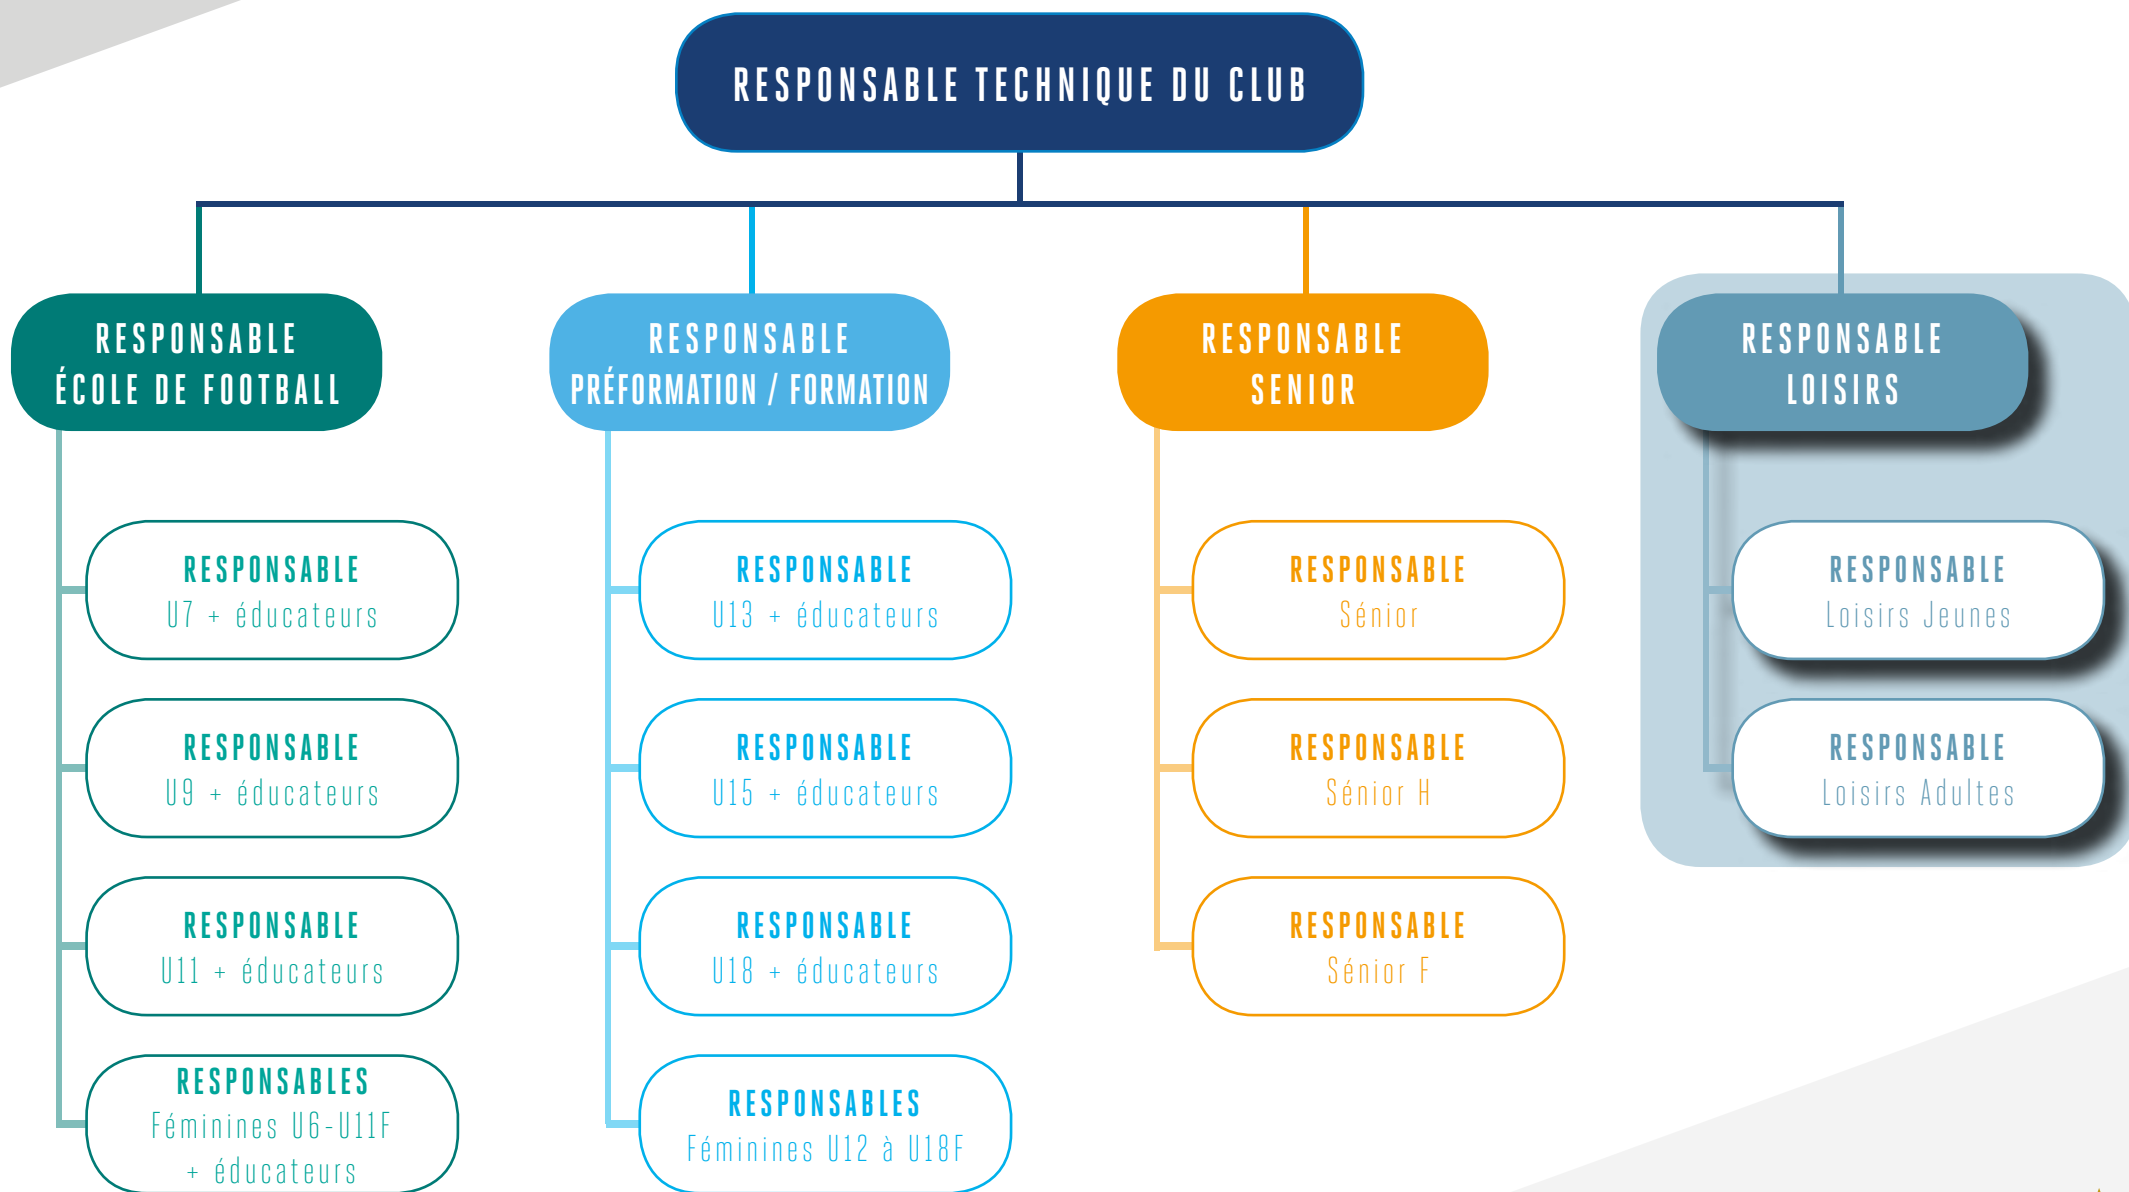 RESPONSABLE TECHNIQUE DU CLUB
RESPONSABLE
ÉCOLE DE FOOTBALL
RESPONSABLE
U7 + éducateurs
RESPONSABLE
U9 + éducateurs
RESPONSABLE
U11 + éducateurs
RESPONSABLES
Féminines U6-U11F
+ éducateurs
RESPONSABLE
PRÉFORMATION / FORMATION
RESPONSABLE
U13 + éducateurs
RESPONSABLE
U15 + éducateurs
RESPONSABLE
U18 + éducateurs
RESPONSABLES
Féminines U12 à U18F
RESPONSABLE
SENIOR
RESPONSABLE
Sénior
RESPONSABLE
Sénior H
RESPONSABLE
Sénior F
RESPONSABLE
LOISIRS
RESPONSABLE
Loisirs Jeunes
RESPONSABLE
Loisirs Adultes